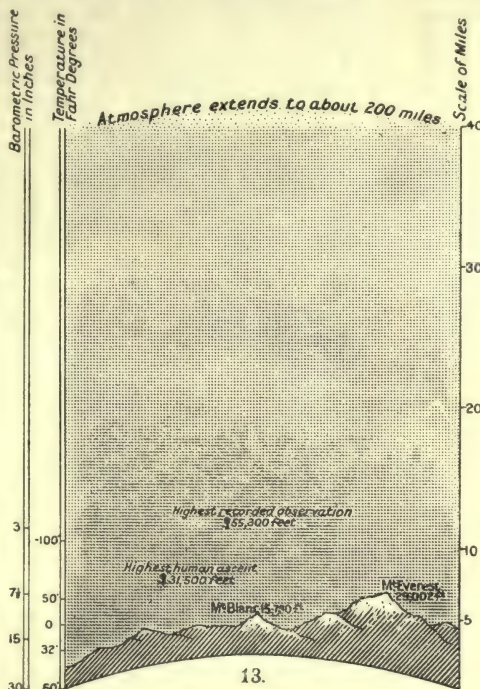 Barometric Pressure
in Inches
Temperature in
Fahr Degrees
Scale of Miles
Atmosphere extends to about 200 miles
40
30
20
Highest recorded observation
55,300 feet
3
-100°
10
Highest human ascent
31,500 feet
Mt Everest
29,002 ft
7½
50°
Mt Blanc 15,780 ft
0
5
15
32°
30
60°
13.